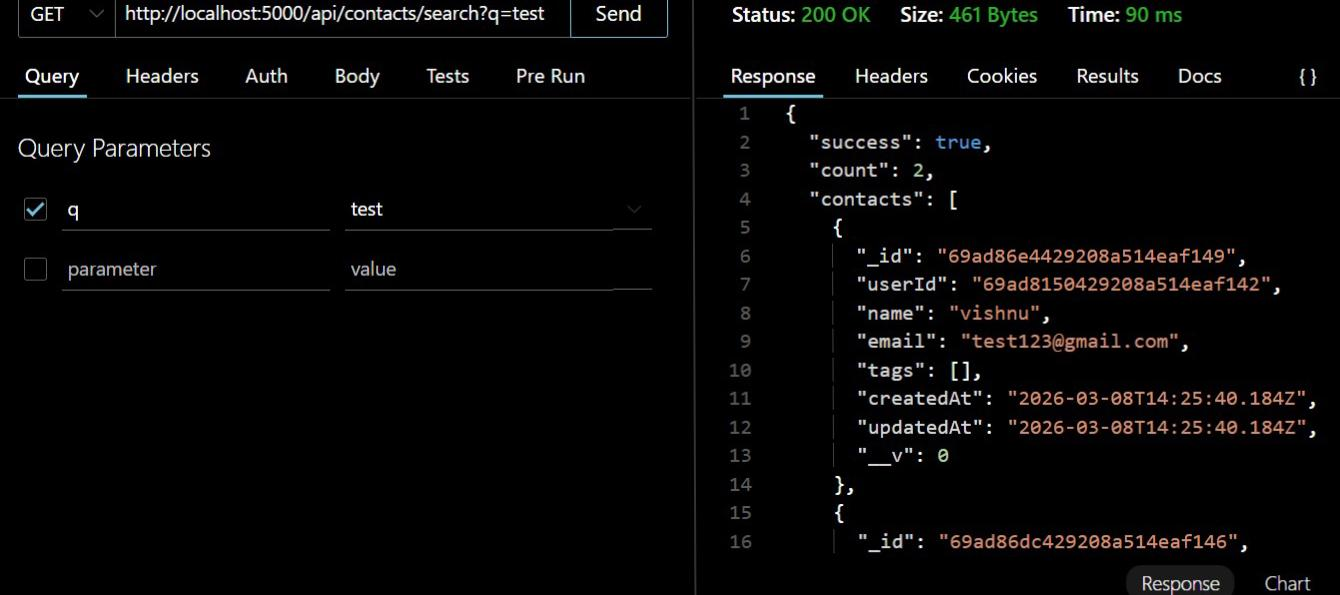 GET http://localhost:5000/api/contacts/search?q=test Send
Query Headers Auth Body Tests Pre Run
Query Parameters
q test
parameter value
Status: 200 OK Size: 461 Bytes Time: 90 ms
Response Headers Cookies Results Docs {}
1 {
2 "success": true,
3 "count": 2,
4 "contacts": [
5 {
6 "_id": "69ad86e4429208a514eaf149",
7 "userId": "69ad8150429208a514eaf142",
8 "name": "vishnu",
9 "email": "test123@gmail.com",
10 "tags": [],
11 "createdAt": "2026-03-08T14:25:40.184Z",
12 "updatedAt": "2026-03-08T14:25:40.184Z",
13 "__v": 0
14 },
15 {
16 "_id": "69ad86dc429208a514eaf146",
Response Chart